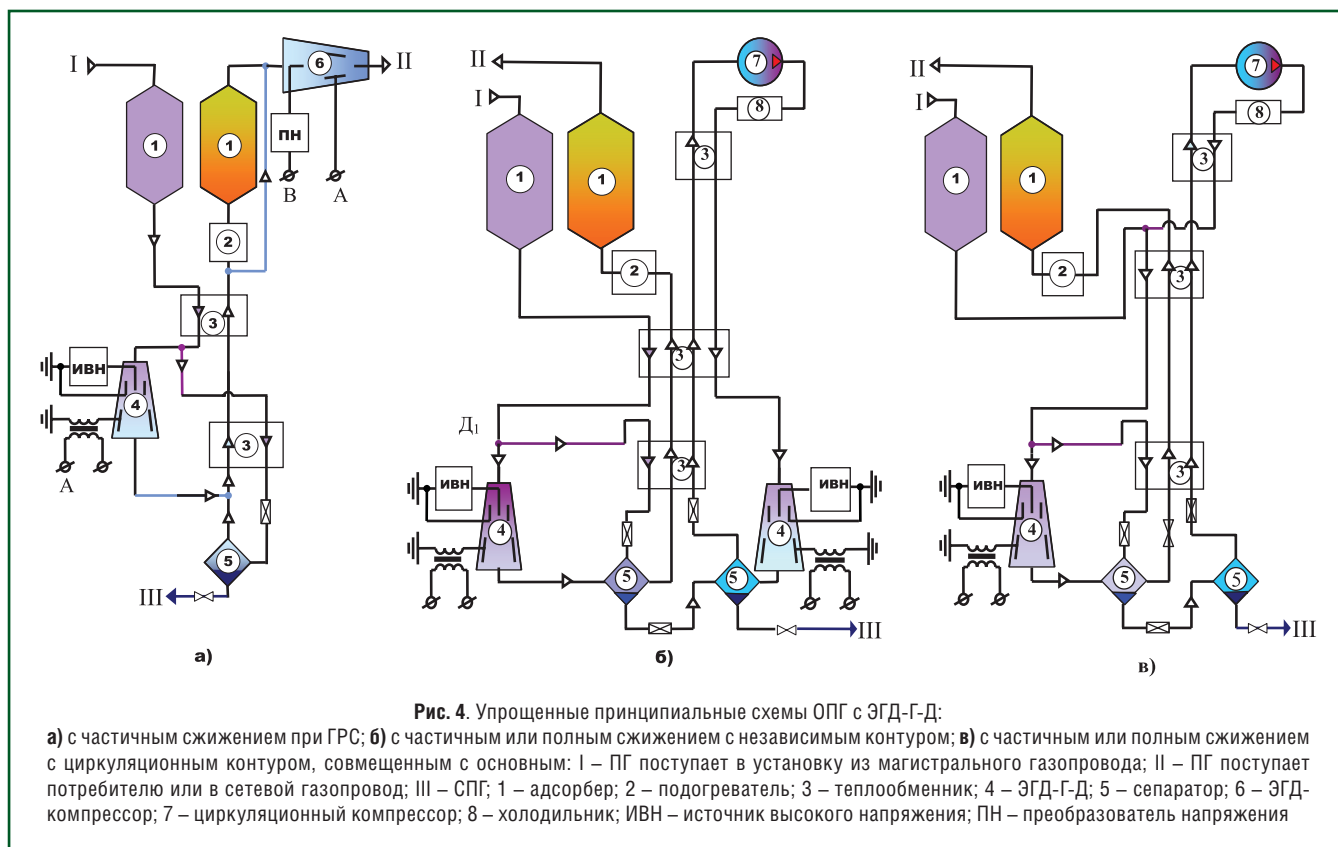 I
1
1
2
3
ИВН
4
A
3
5
III
а)
6
II
ПН
B
A
II
I
1
1
2
3
7
8
3
Д₁
3
ИВН
4
5
5
4
ИВН
III
б)
II
I
1
1
2
7
8
3
3
ИВН
4
3
5
5
III
в)
Рис. 4. Упрощенные принципиальные схемы ОПГ с ЭГД-Г-Д:
а) с частичным сжижением при ГРС; б) с частичным или полным сжижением с независимым контуром; в) с частичным или полным сжижением
с циркуляционным контуром, совмещенным с основным: I – ПГ поступает в установку из магистрального газопровода; II – ПГ поступает
потребителю или в сетевой газопровод; III – СПГ; 1 – адсорбер; 2 – подогреватель; 3 – теплообменник; 4 – ЭГД-Г-Д; 5 – сепаратор; 6 – ЭГД-
компрессор; 7 – циркуляционный компрессор; 8 – холодильник; ИВН – источник высокого напряжения; ПН – преобразователь напряжения